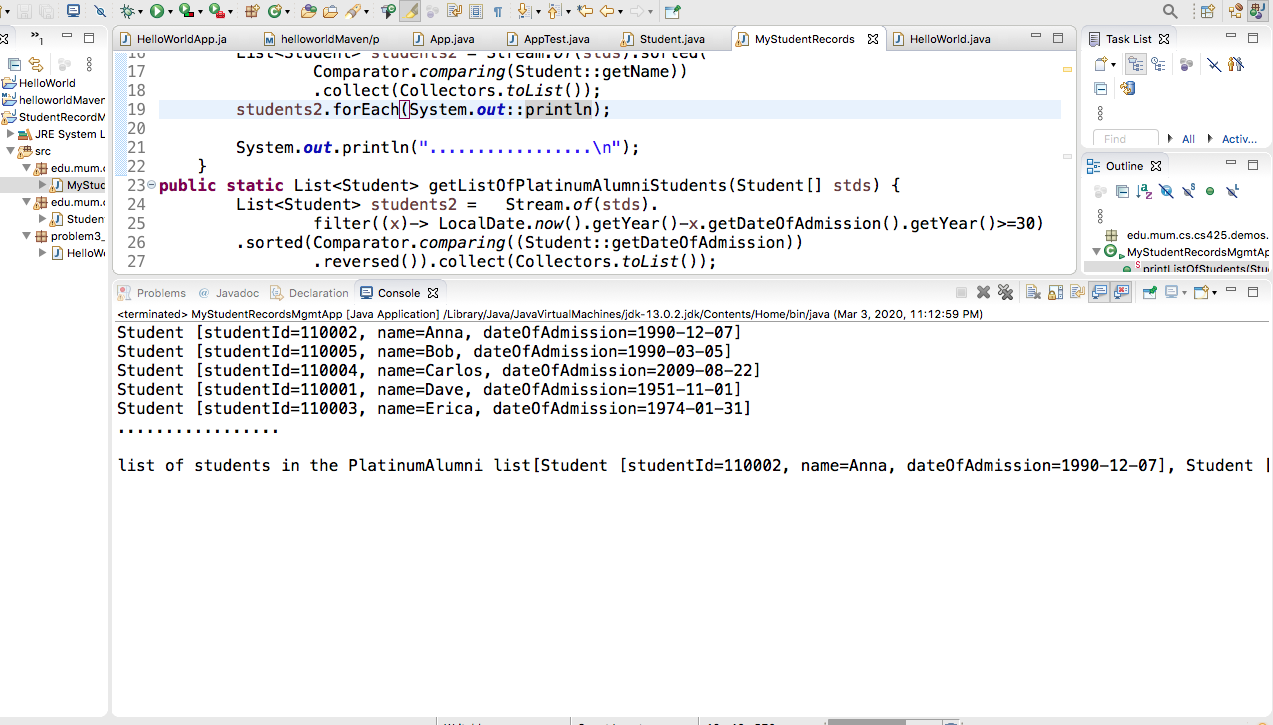 HelloWorldApp.ja
helloworldMaven/p
App.java
AppTest.java
Student.java
MyStudentRecords
HelloWorld.java
»1
HelloWorld
helloworldMaven
StudentRecordM
JRE System L
src
edu.mum.c
MyStuc
edu.mum.c
Studen
problem3_
HelloW
16 List<Student> students2 = Stream.of(stds).sorted(
17 Comparator.comparing(Student::getName))
18 .collect(Collectors.toList());
19 students2.forEach(System.out::println);
20
21 System.out.println(".................\n");
22 }
23 public static List<Student> getListOfPlatinumAlumniStudents(Student[] stds) {
24 List<Student> students2 = Stream.of(stds).
25 filter((x)-> LocalDate.now().getYear()-x.getDateOfAdmission().getYear()>=30)
26 .sorted(Comparator.comparing((Student::getDateOfAdmission))
27 .reversed()).collect(Collectors.toList());
Task List
Find
All
Activ...
Outline
edu.mum.cs.cs425.demos.
MyStudentRecordsMgmtAp
printListOfStudents(Stu
Problems
Javadoc
Declaration
Console
<terminated> MyStudentRecordsMgmtApp [Java Application] /Library/Java/JavaVirtualMachines/jdk-13.0.2.jdk/Contents/Home/bin/java (Mar 3, 2020, 11:12:59 PM)
Student [studentId=110002, name=Anna, dateOfAdmission=1990-12-07]
Student [studentId=110005, name=Bob, dateOfAdmission=1990-03-05]
Student [studentId=110004, name=Carlos, dateOfAdmission=2009-08-22]
Student [studentId=110001, name=Dave, dateOfAdmission=1951-11-01]
Student [studentId=110003, name=Erica, dateOfAdmission=1974-01-31]
.................
list of students in the PlatinumAlumni list[Student [studentId=110002, name=Anna, dateOfAdmission=1990-12-07], Student [